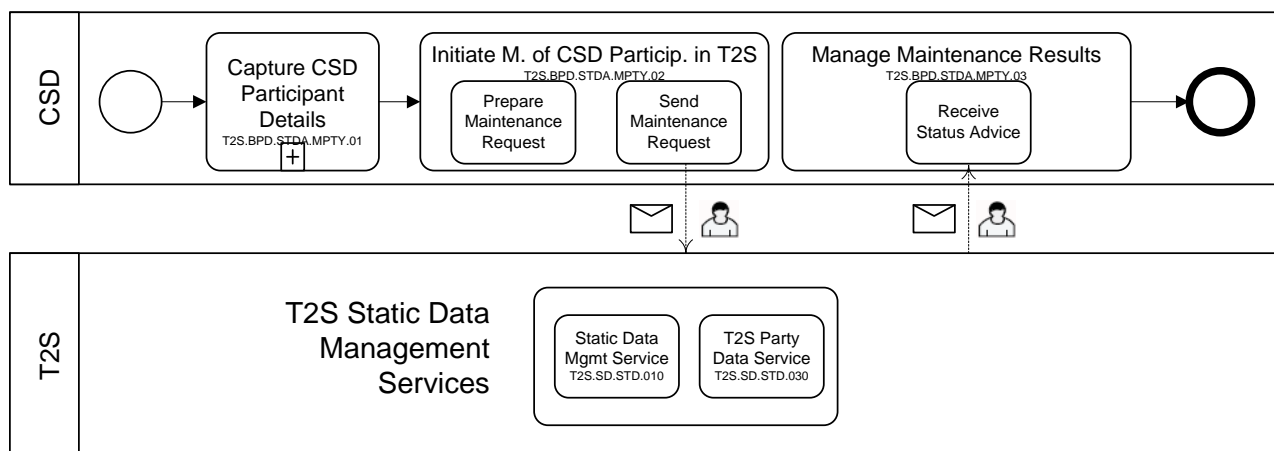 CSD
Capture CSD
Participant
Details
T2S.BPD.STDA.MPTY.01
Initiate M. of CSD Particip. in T2S
T2S.BPD.STDA.MPTY.02
Prepare
Maintenance
Request
Send
Maintenance
Request
Manage Maintenance Results
T2S.BPD.STDA.MPTY.03
Receive
Status Advice
T2S
T2S Static Data
Management
Services
Static Data
Mgmt Service
T2S.SD.STD.010
T2S Party
Data Service
T2S.SD.STD.030